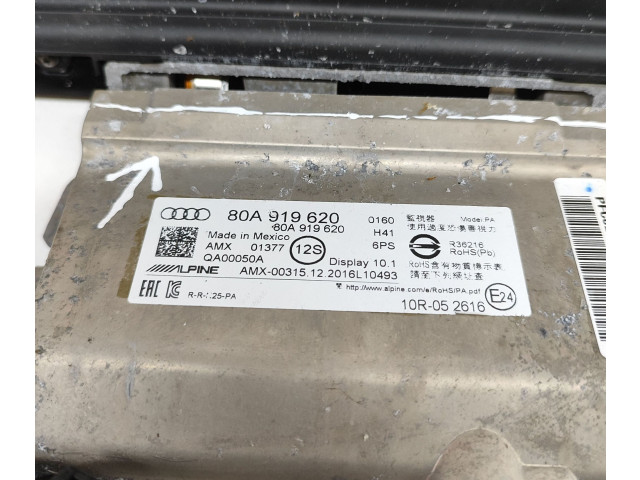 80A 919 620
80A 919 620
Made in Mexico
AMX 01377
QA00050A
12S
0160
H41
6PS
Display 10.1
ALPINE
AMX-00315.12.2016L10493
監視器 Model:PA
使用過度恐傷害視力
R36216
RoHS(Pb)
RoHS含有物質揭示表
請至下列網址查
http://www.alpine.com/e/RoHS/PA.pdf
EAC
10R-05 2616
E24